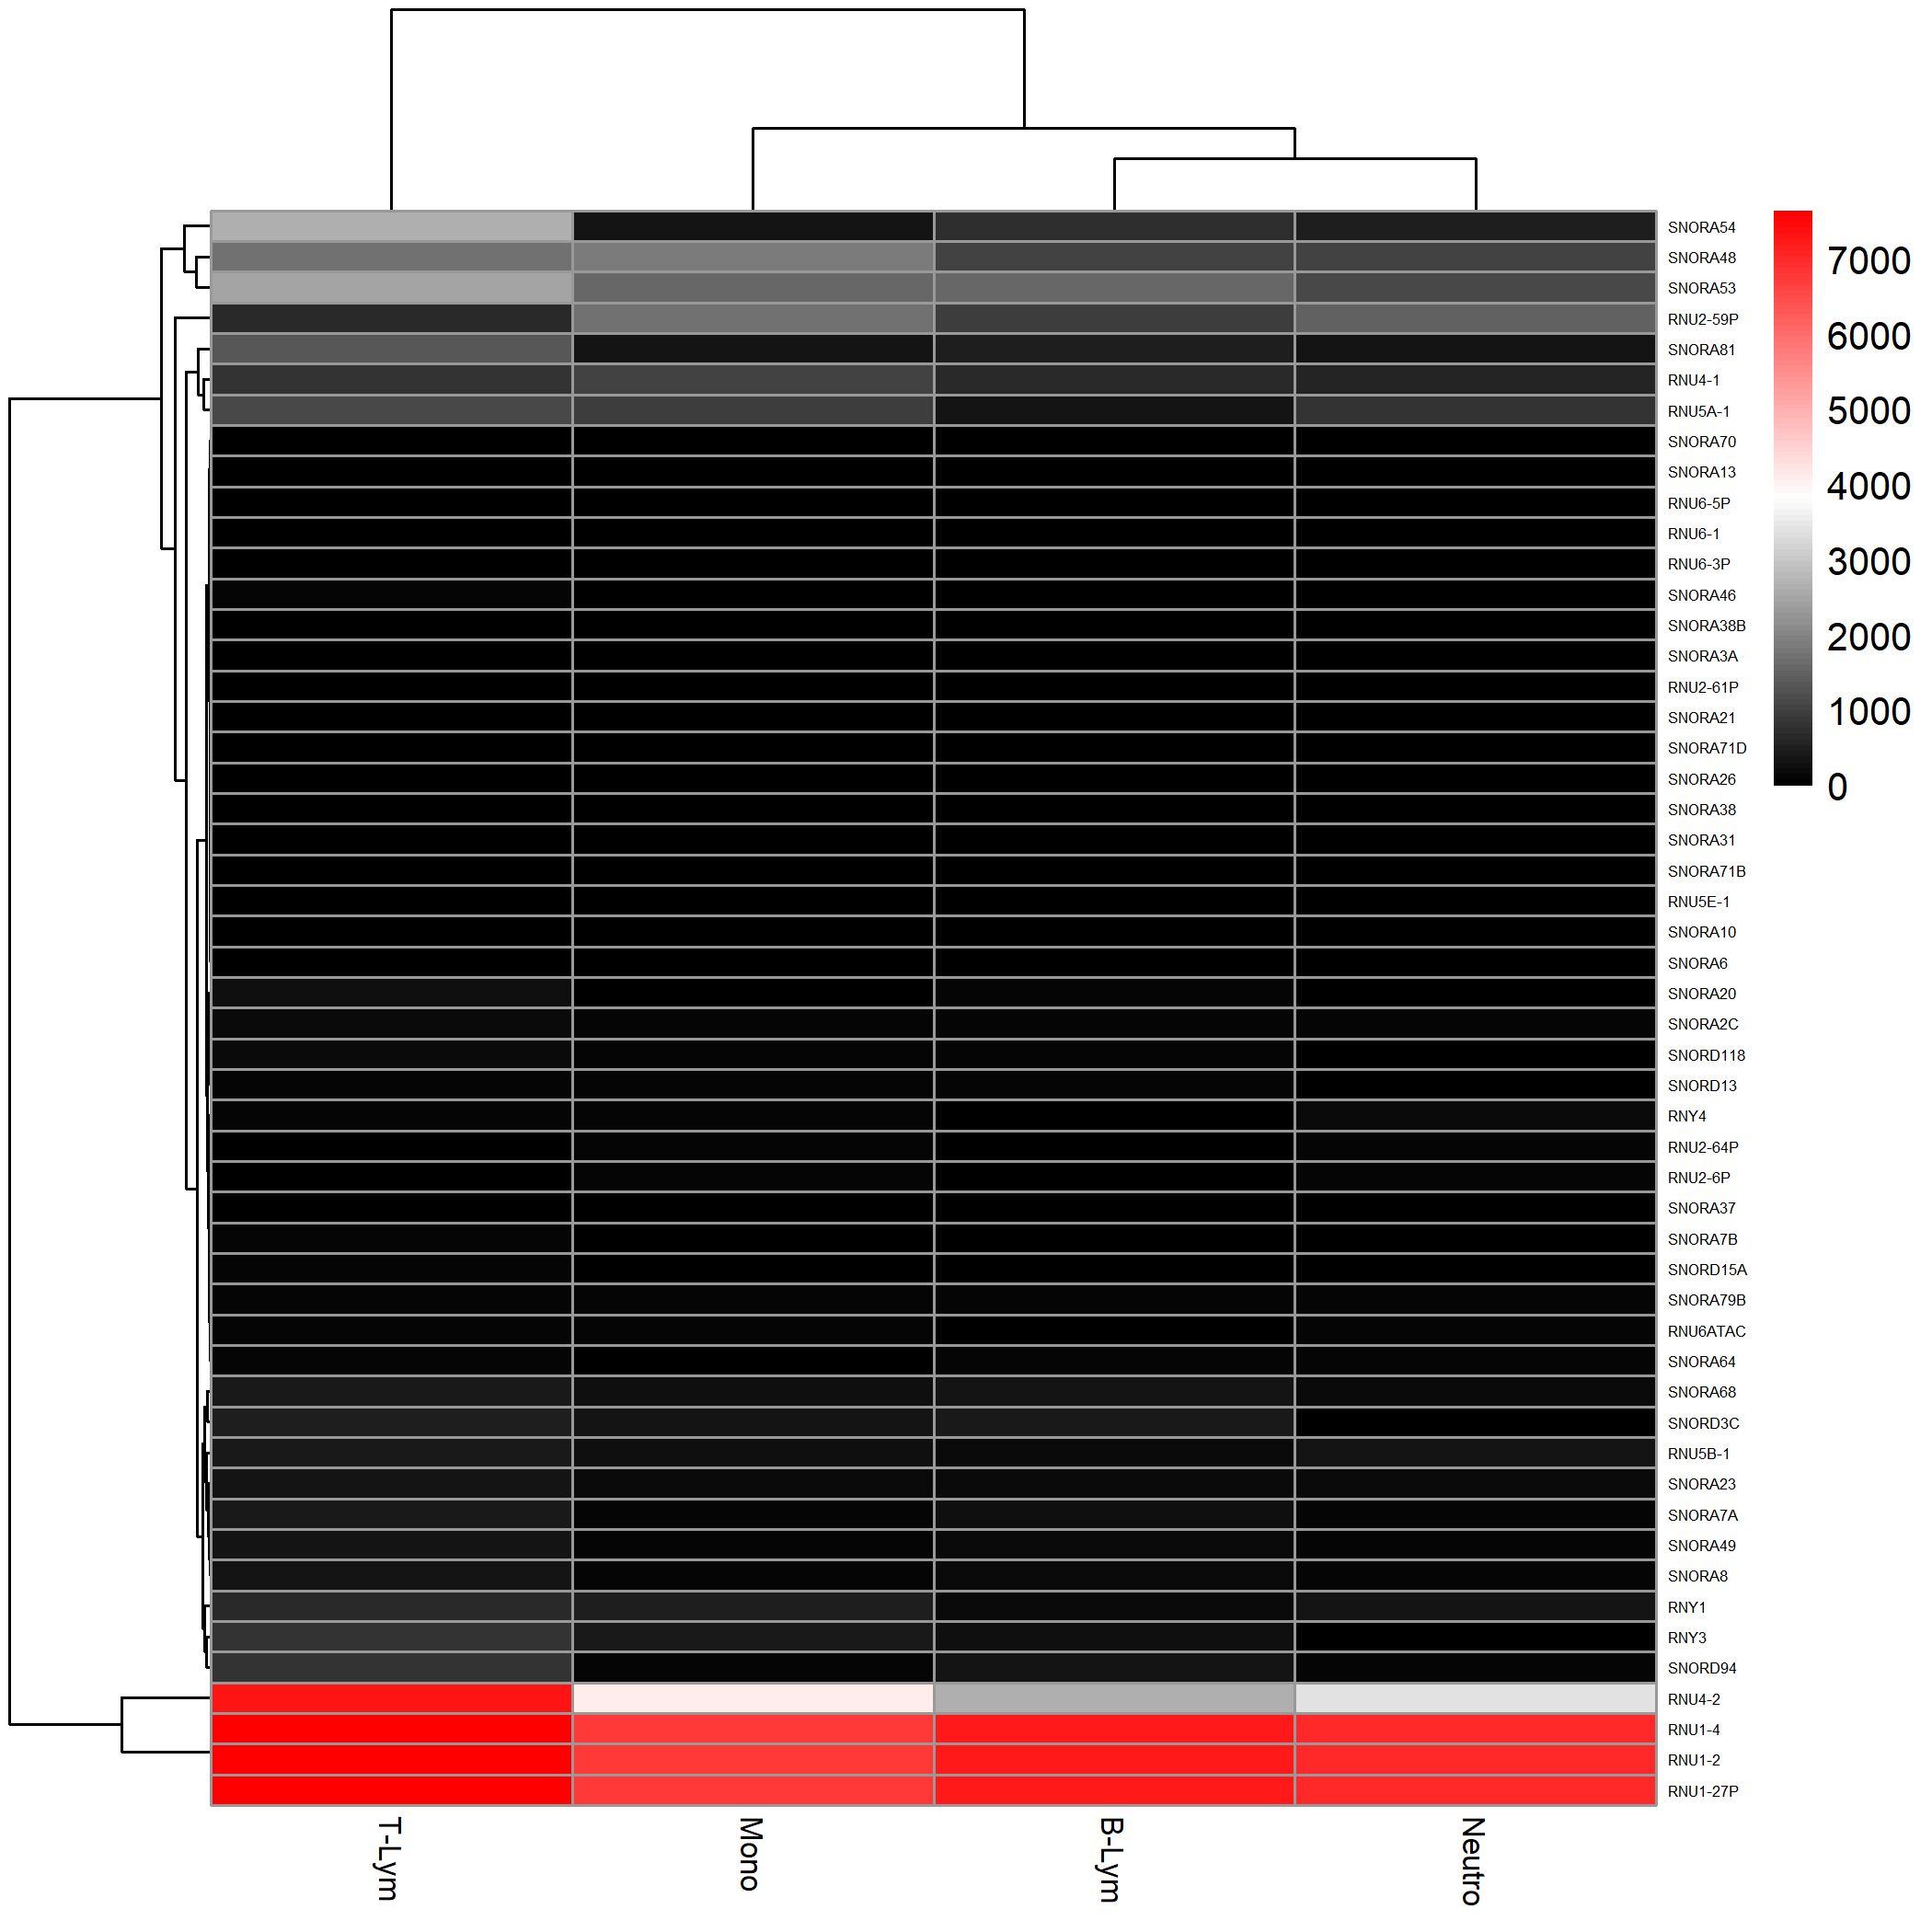 SNORA54
SNORA48
SNORA53
RNU2-59P
SNORA81
RNU4-1
RNU5A-1
SNORA70
SNORA13
RNU6-5P
RNU6-1
RNU6-3P
SNORA46
SNORA38B
SNORA3A
RNU2-61P
SNORA21
SNORA71D
SNORA26
SNORA38
SNORA31
SNORA71B
RNU5E-1
SNORA10
SNORA6
SNORA20
SNORA2C
SNORD118
SNORD13
RNY4
RNU2-64P
RNU2-6P
SNORA37
SNORA7B
SNORD15A
SNORA79B
RNU6ATAC
SNORA64
SNORA68
SNORD3C
RNU5B-1
SNORA23
SNORA7A
SNORA49
SNORA8
RNY1
RNY3
SNORD94
RNU4-2
RNU1-4
RNU1-2
RNU1-27P
7000
6000
5000
4000
3000
2000
1000
0
T-Lym
Mono
B-Lym
Neutro